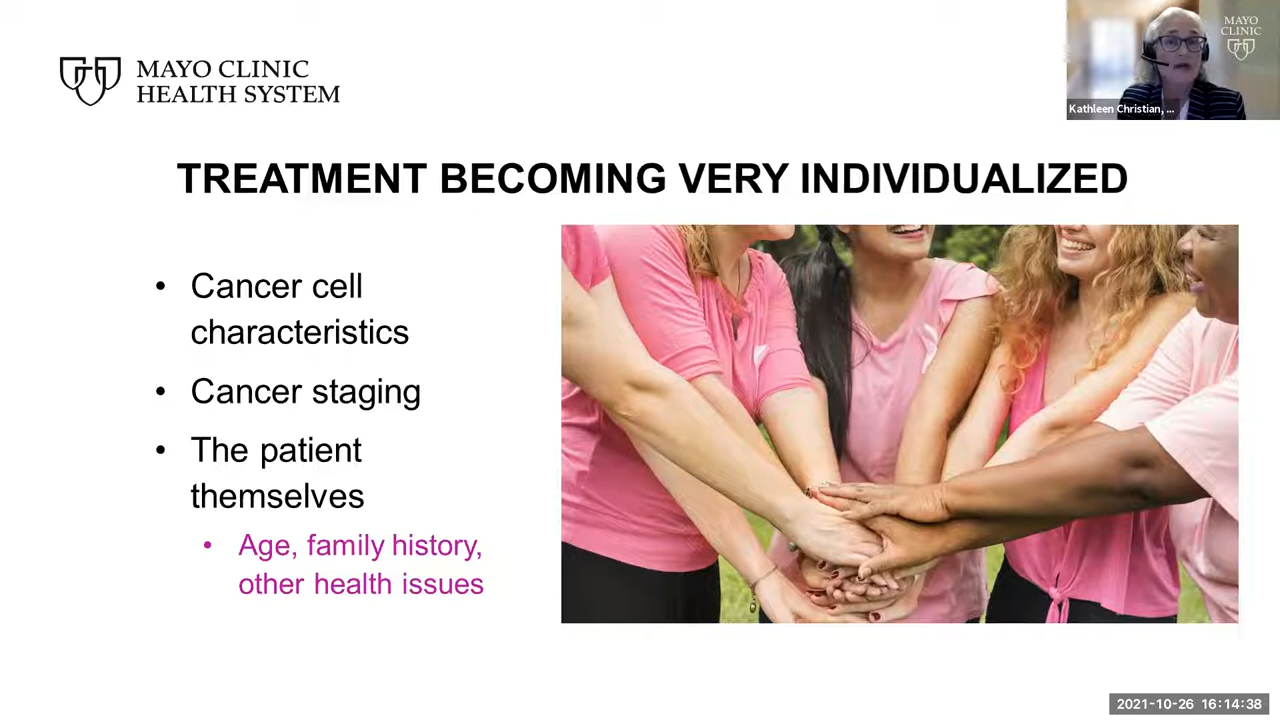 MAYO CLINIC
HEALTH SYSTEM
MAYO
CLINIC
Kathleen Christian, ...
TREATMENT BECOMING VERY INDIVIDUALIZED
• Cancer cell
characteristics
• Cancer staging
• The patient
themselves
• Age, family history,
other health issues
2021-10-26 16:14:38